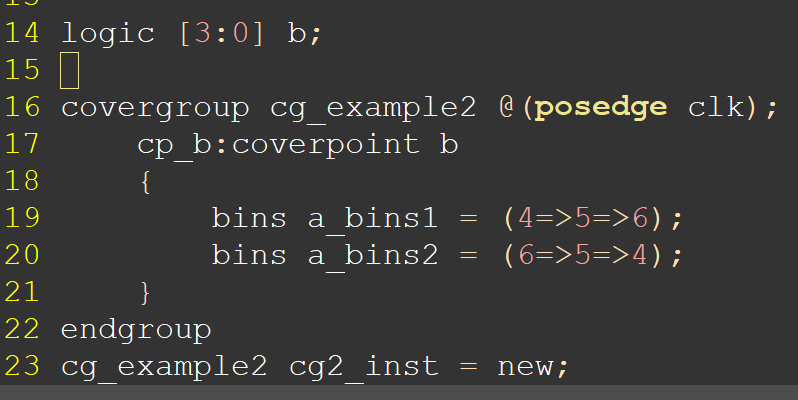 14 logic [3:0] b;
15
16 covergroup cg_example2 @(posedge clk);
17     cp_b:coverpoint b
18     {
19         bins a_bins1 = (4=>5=>6);
20         bins a_bins2 = (6=>5=>4);
21     }
22 endgroup
23 cg_example2 cg2_inst = new;